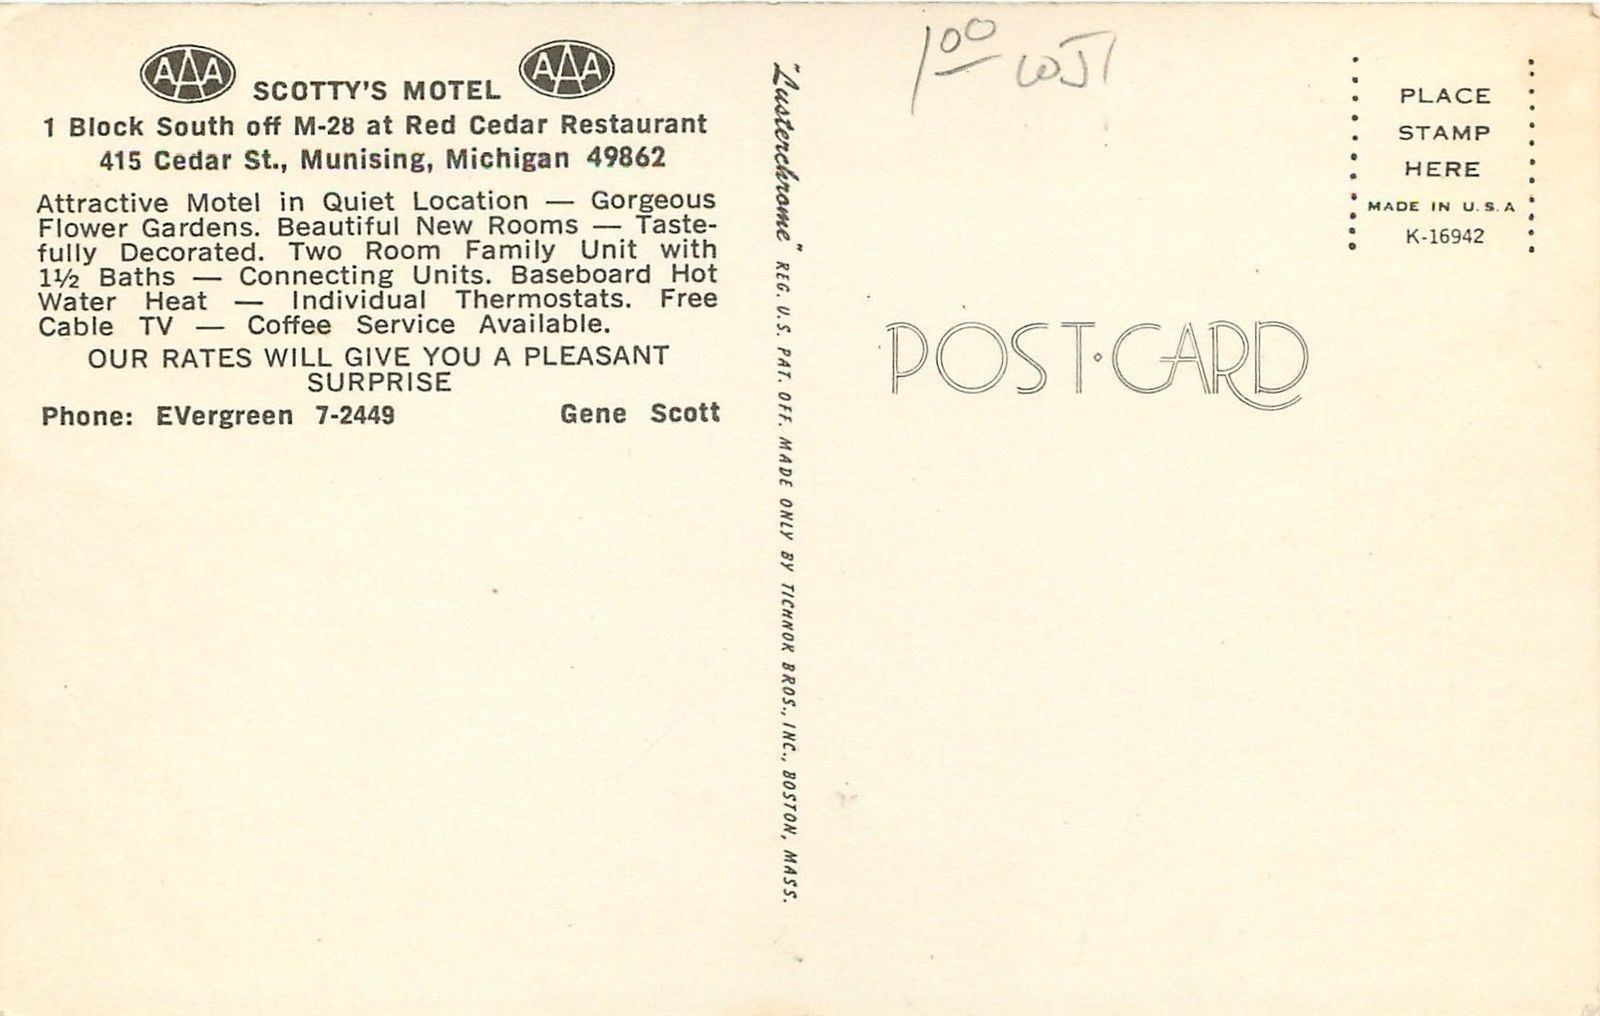 AAA SCOTTY'S MOTEL AAA
1 Block South off M-28 at Red Cedar Restaurant
415 Cedar St., Munising, Michigan 49862
Attractive Motel in Quiet Location — Gorgeous
Flower Gardens. Beautiful New Rooms — Taste-
fully Decorated. Two Room Family Unit with
1½ Baths — Connecting Units. Baseboard Hot
Water Heat — Individual Thermostats. Free
Cable TV — Coffee Service Available.
OUR RATES WILL GIVE YOU A PLEASANT
SURPRISE
Phone: EVergreen 7-2449 Gene Scott
"Lusterchrome" REG. U.S. PAT. OFF. MADE ONLY BY TICHNOR BROS., INC., BOSTON, MASS.
1 00
PLACE
STAMP
HERE
MADE IN U.S.A
K-16942
POST·CARD